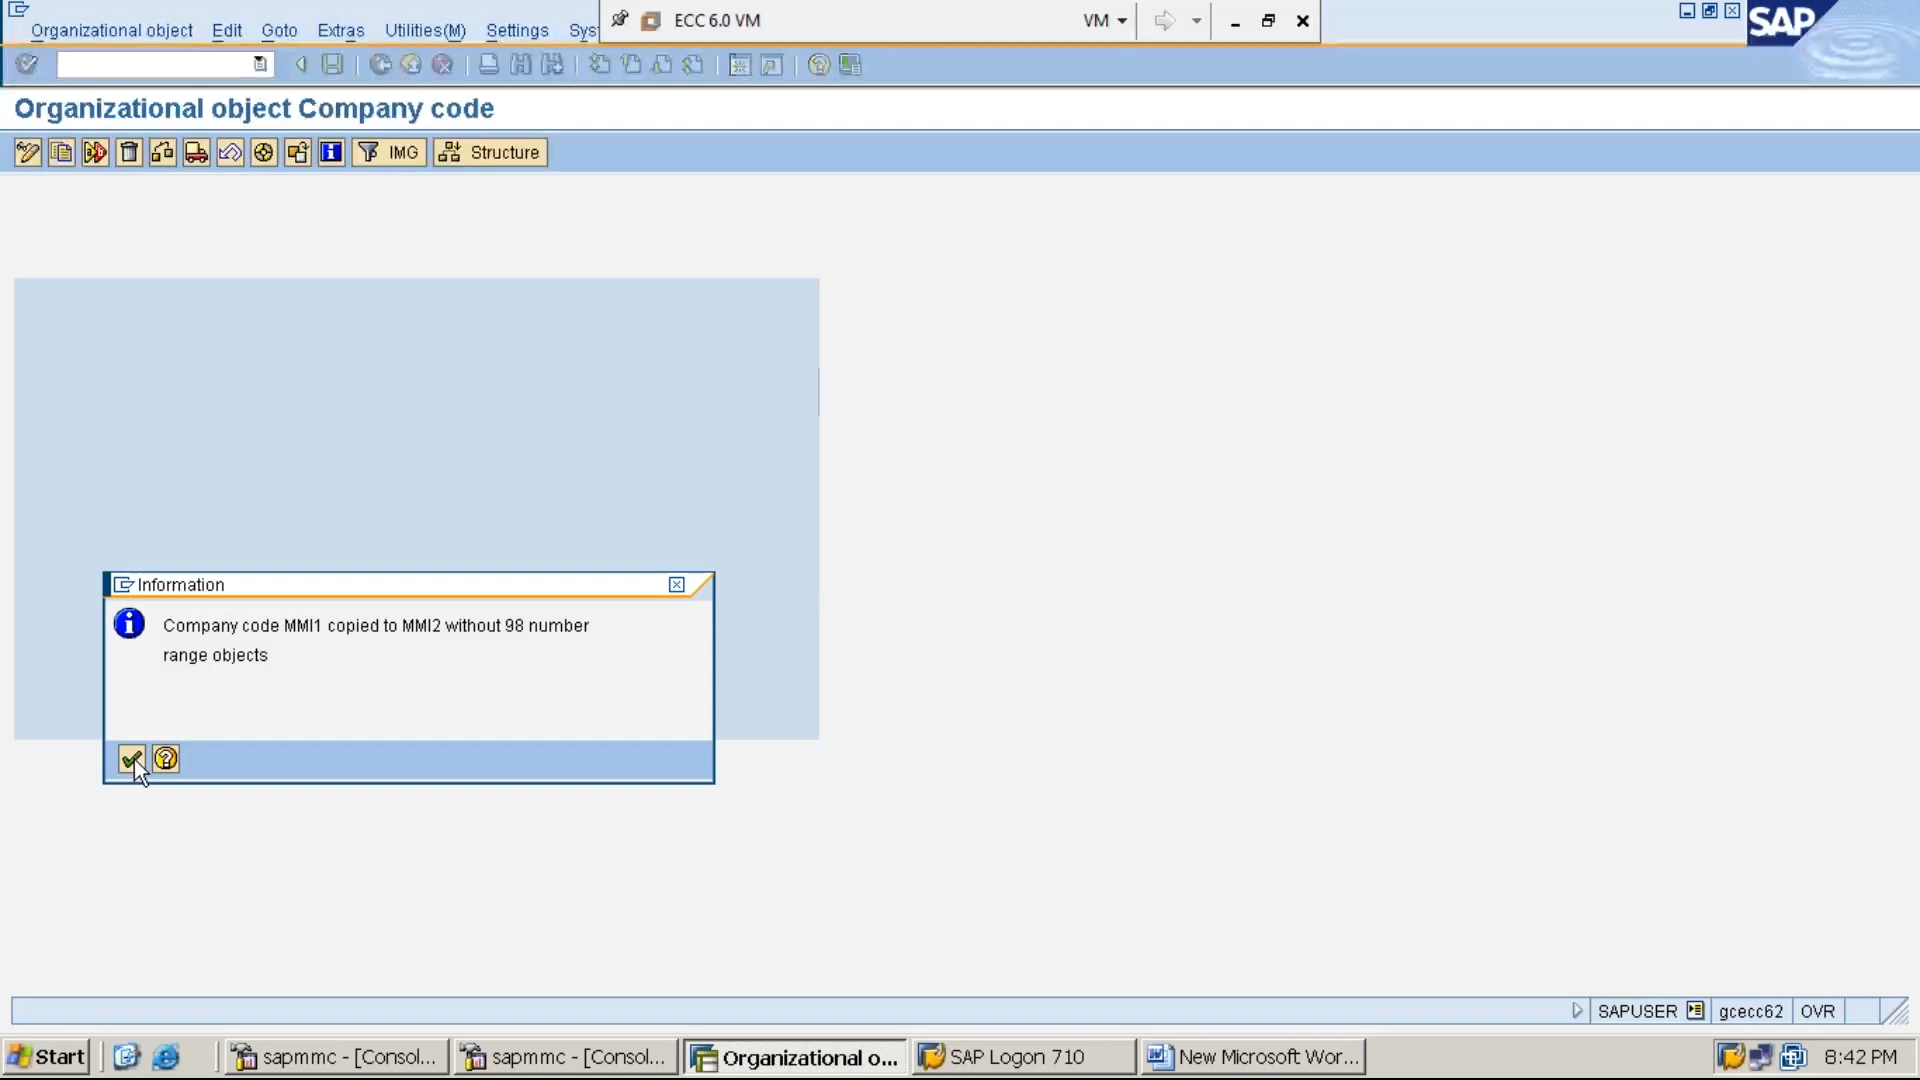 Organizational object Edit Goto Extras Utilities(M) Settings Sys
ECC 6.0 VM
VM
SAP
Organizational object Company code
IMG Structure
Information
Company code MMI1 copied to MMI2 without 98 number
range objects
SAPUSER gcecc62 OVR
Start sapmmc - [Consol... sapmmc - [Consol... Organizational o... SAP Logon 710 New Microsoft Wor... 8:42 PM